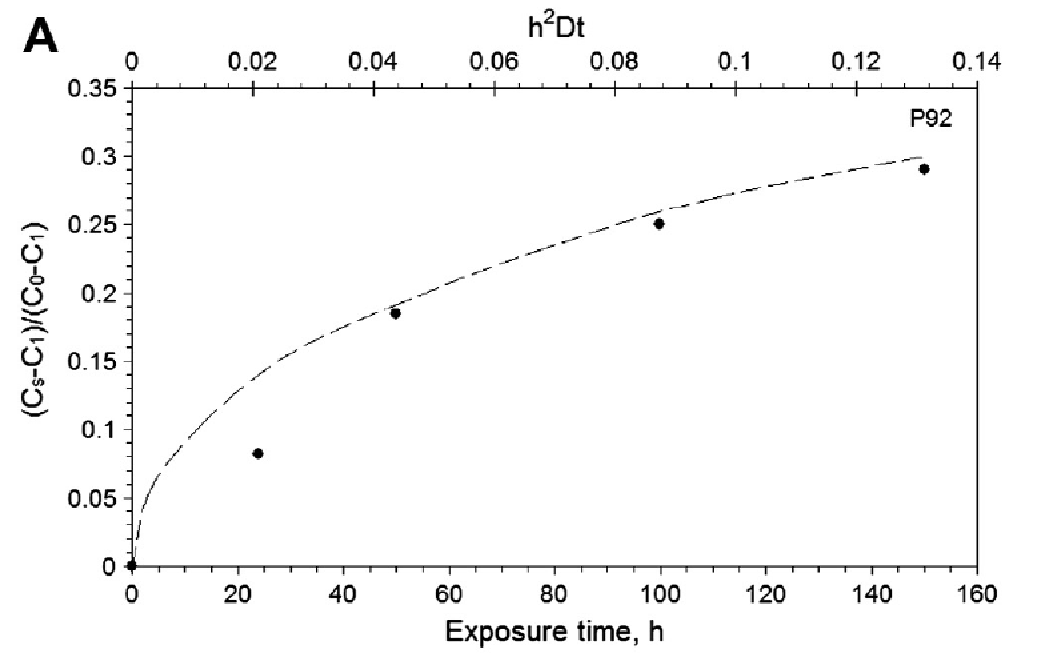 A
h²Dt
0 0.02 0.04 0.06 0.08 0.1 0.12 0.14
P92
0.35
0.3
0.25
0.2
0.15
0.1
0.05
0
(Cₛ-C₁)/(C₀-C₁)
0 20 40 60 80 100 120 140 160
Exposure time, h